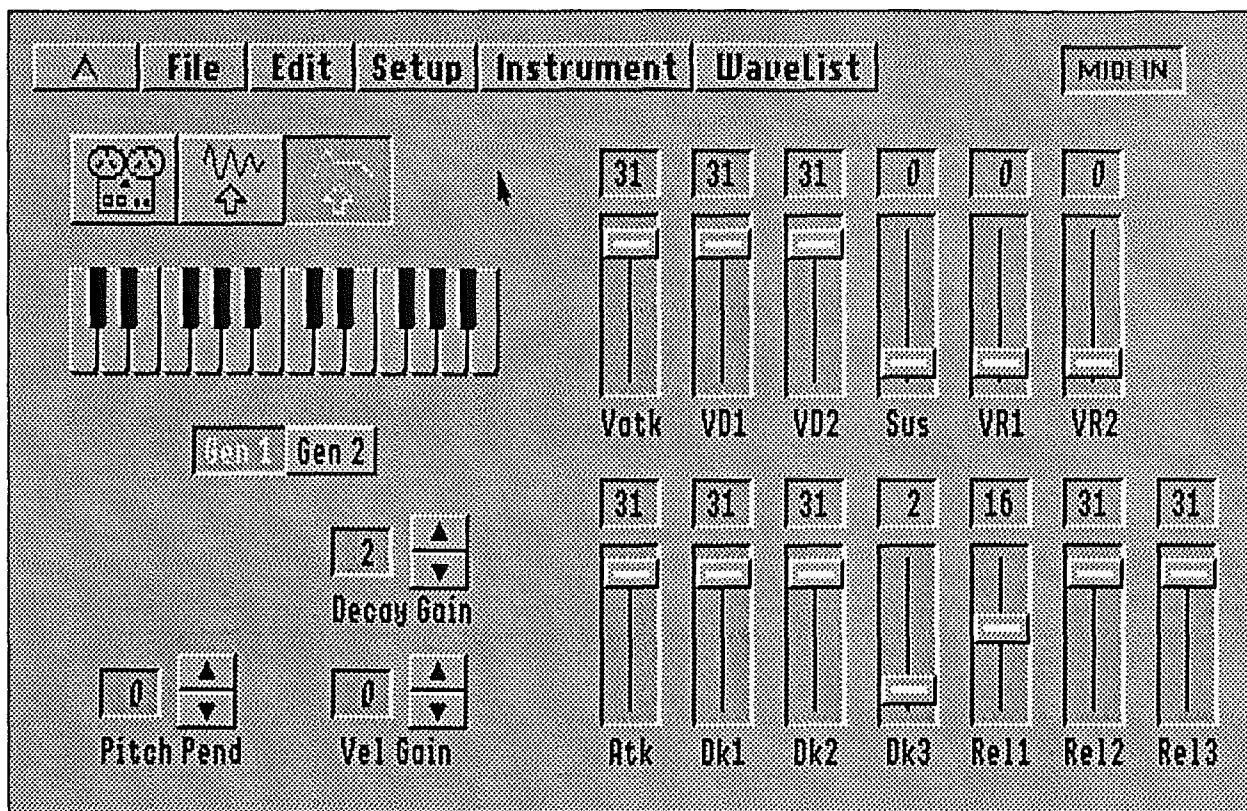 File Edit Setup Instrument Wavelist MIDI IN
31 31 31 0 0 0
Vatk VD1 VD2 Sus VR1 VR2
Gen 1 Gen 2
31 31 31 2 16 31 31
2
Decay Gain
0 0
Pitch Pend Vel Gain
Atk Dk1 Dk2 Dk3 Rel1 Rel2 Rel3